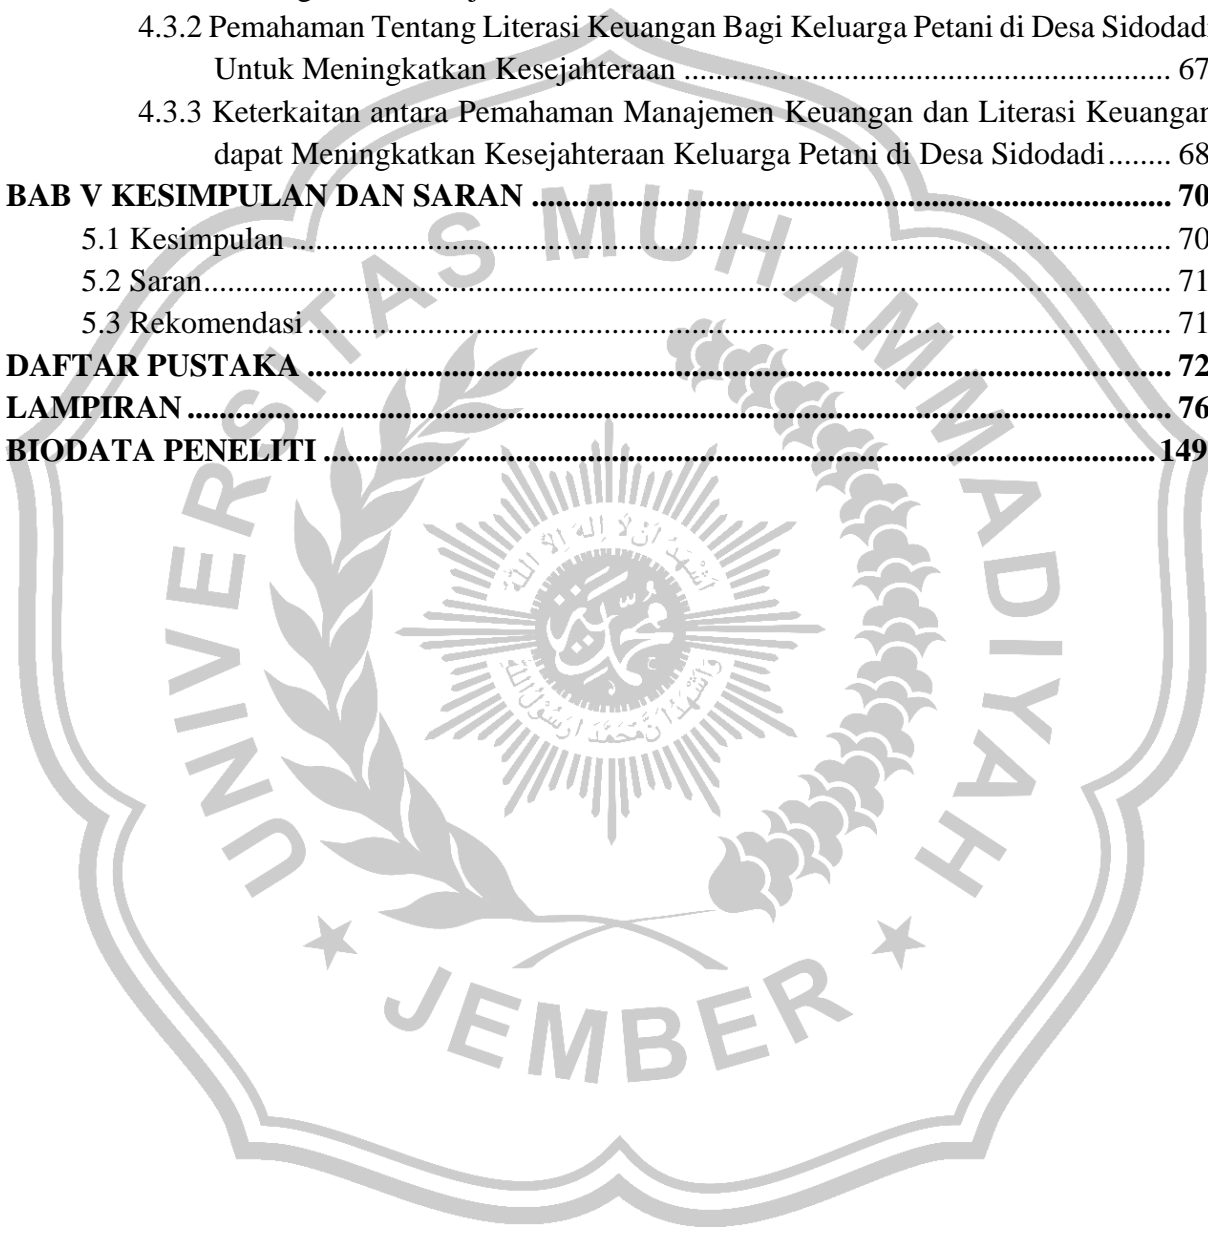 4.3.2 Pemahaman Tentang Literasi Keuangan Bagi Keluarga Petani di Desa Sidodadi
Untuk Meningkatkan Kesejahteraan ........................................................... 67
4.3.3 Keterkaitan antara Pemahaman Manajemen Keuangan dan Literasi Keuangan
dapat Meningkatkan Kesejahteraan Keluarga Petani di Desa Sidodadi ........ 68
BAB V KESIMPULAN DAN SARAN ............................................................................. 70
5.1 Kesimpulan ......................................................................................................... 70
5.2 Saran.................................................................................................................... 71
5.3 Rekomendasi ....................................................................................................... 71
DAFTAR PUSTAKA ........................................................................................................ 72
LAMPIRAN ...................................................................................................................... 76
BIODATA PENELITI .................................................................................................... 149
UNIVERSITAS MUHAMMADIYAH
JEMBER